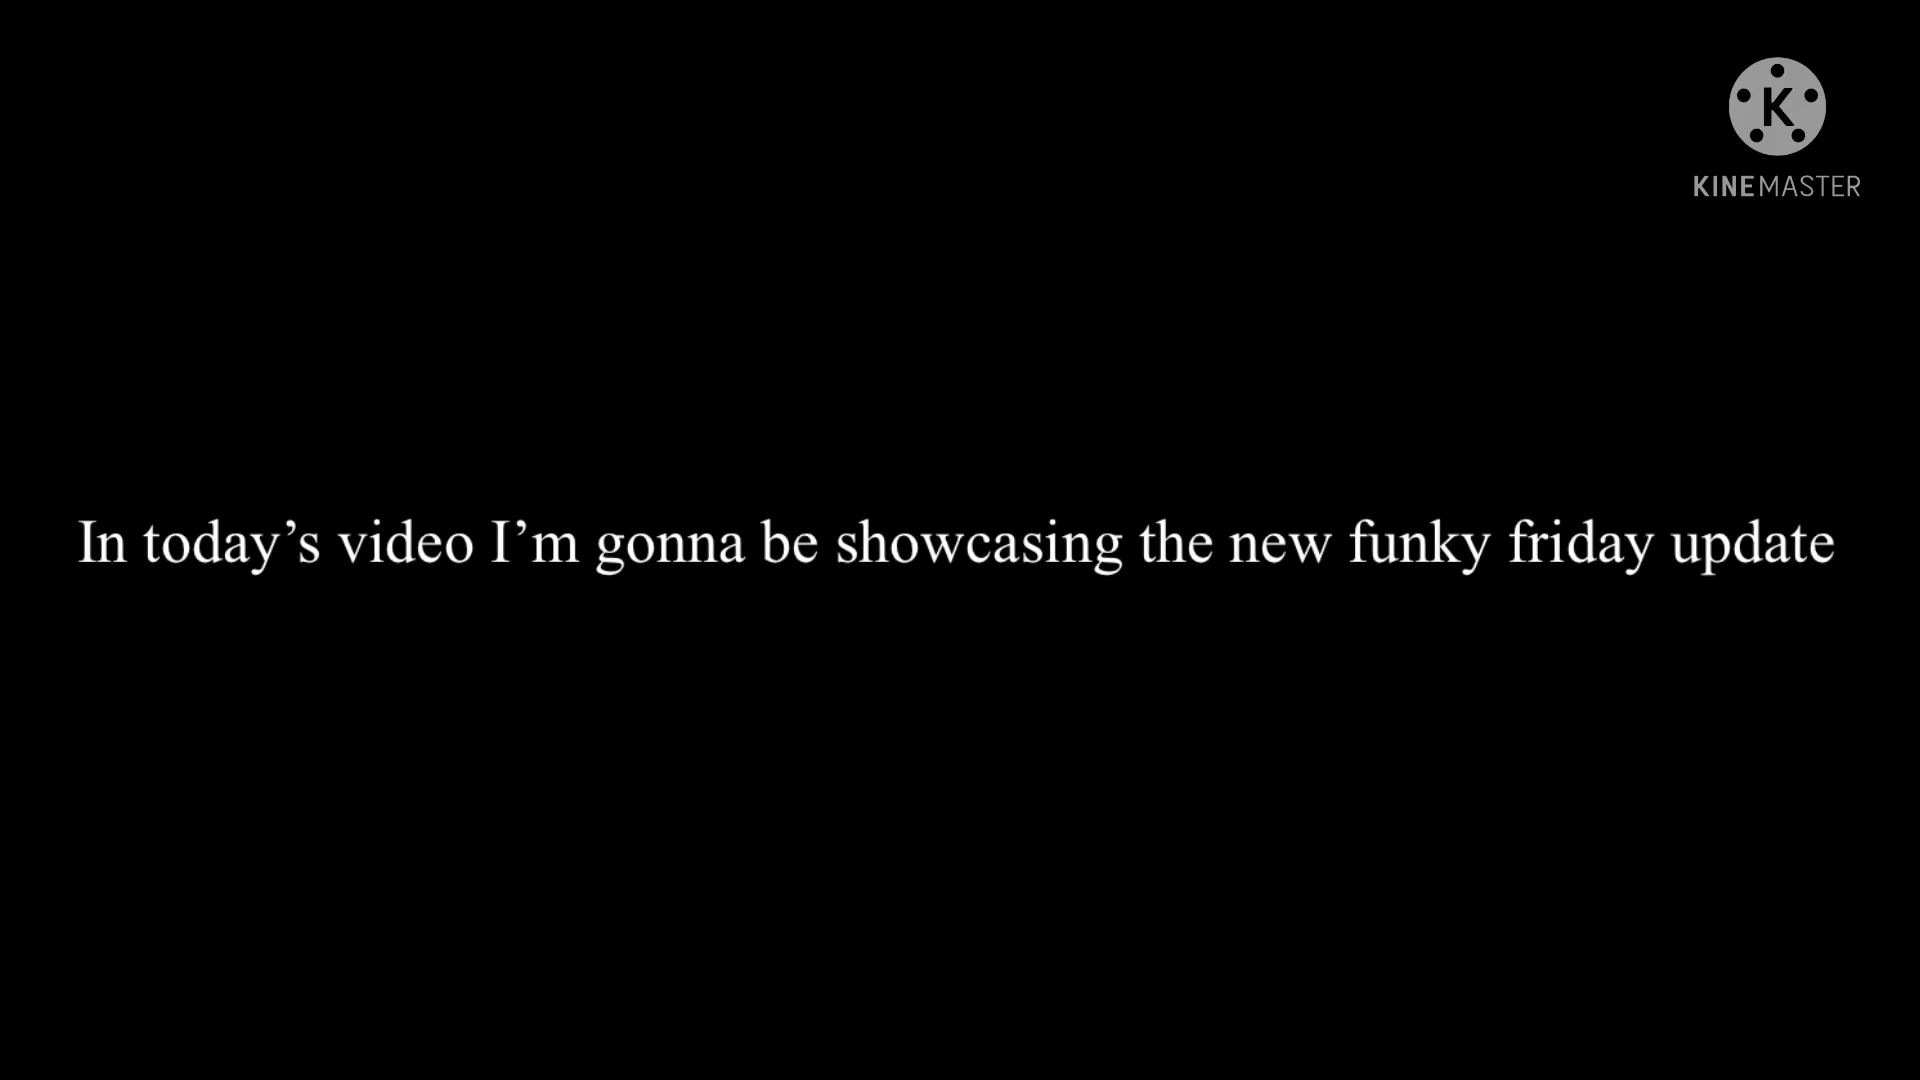 K
KINEMASTER
In today’s video I’m gonna be showcasing the new funky friday update